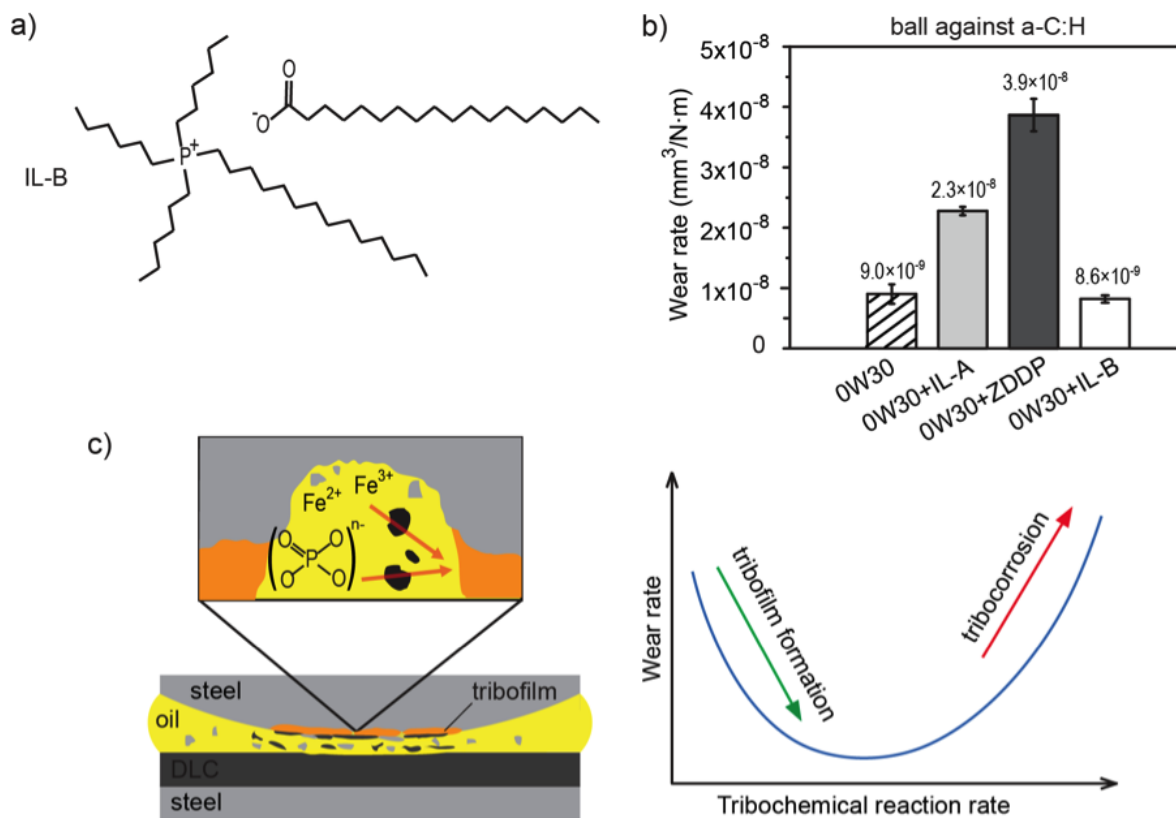 a)
O
-O
P+
IL-B
b)
ball against a-C:H
Wear rate (mm³/N·m)
5x10⁻⁸
4x10⁻⁸
3x10⁻⁸
2x10⁻⁸
1x10⁻⁸
0
9.0×10⁻⁹
2.3×10⁻⁸
3.9×10⁻⁸
8.6×10⁻⁹
0W30
0W30+IL-A
0W30+ZDDP
0W30+IL-B
c)
Fe²⁺ Fe³⁺
O O n-
P
O O
steel
tribofilm
oil
DLC
steel
Wear rate
tribofilm formation
tribocorrosion
Tribochemical reaction rate